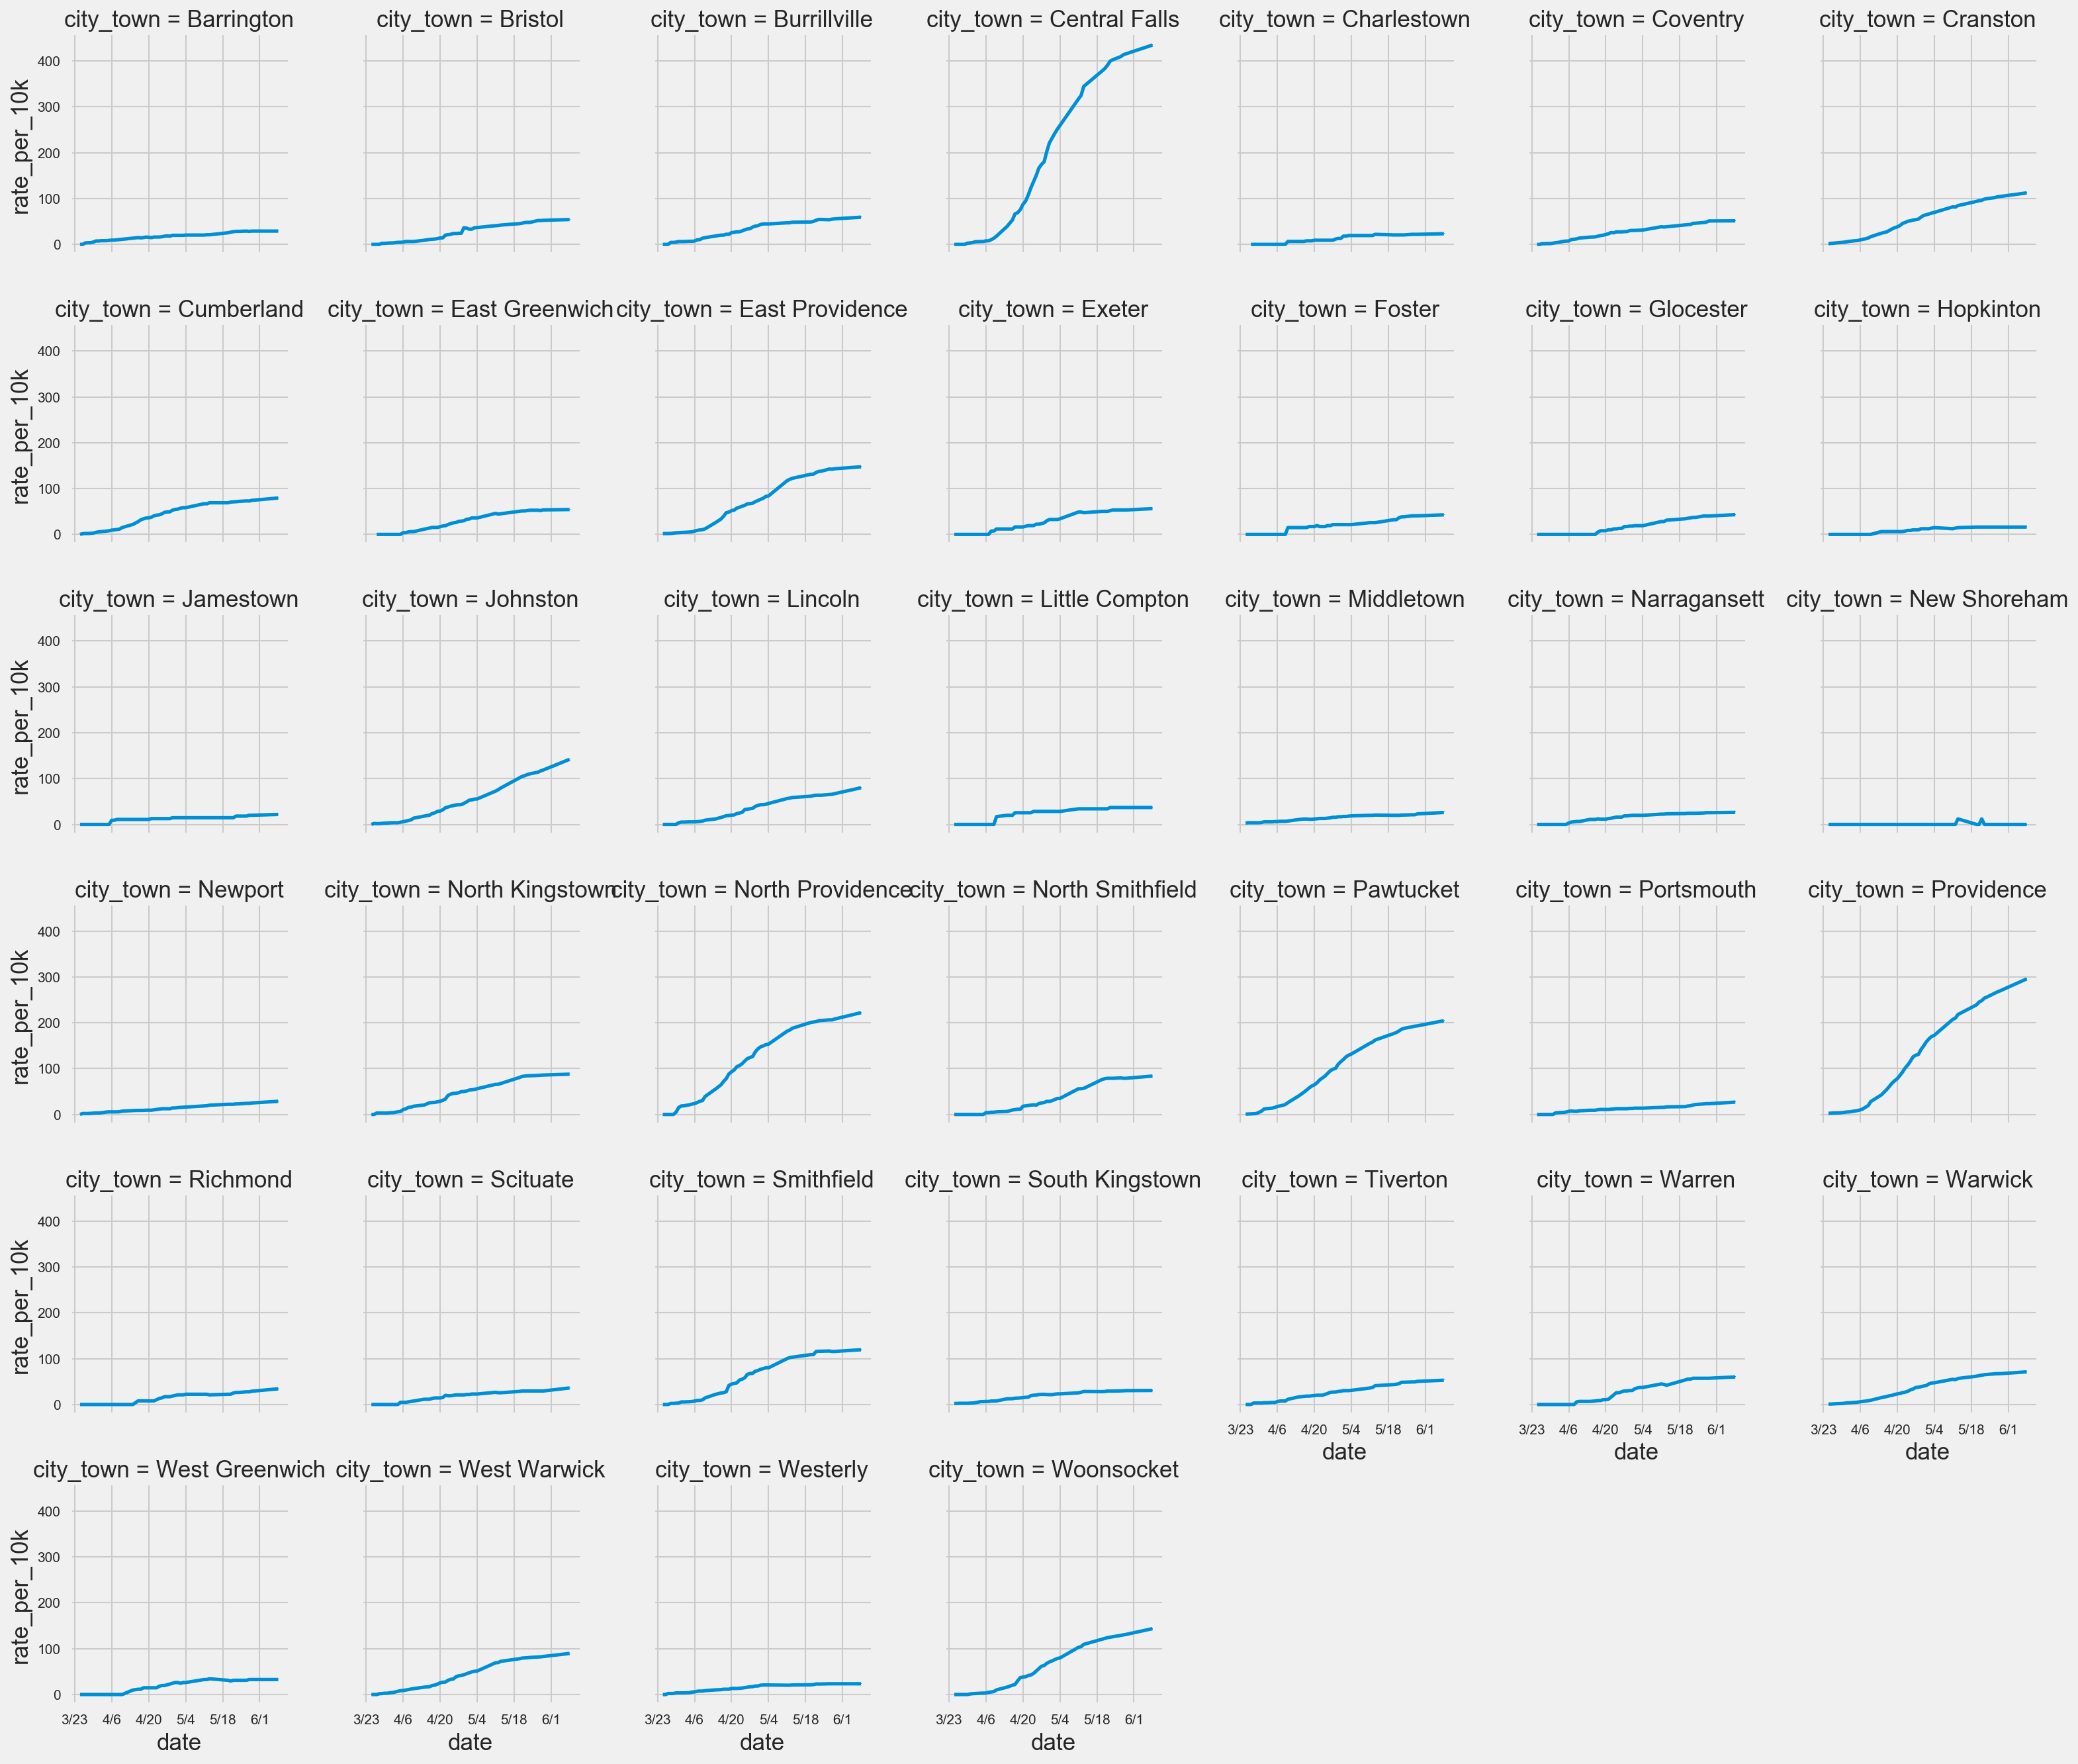 city_town = Barrington city_town = Bristol city_town = Burrillville city_town = Central Falls city_town = Charlestown city_town = Coventry city_town = Cranston
rate_per_10k
400
300
200
100
0
city_town = Cumberland city_town = East Greenwich city_town = East Providence city_town = Exeter city_town = Foster city_town = Glocester city_town = Hopkinton
rate_per_10k
400
300
200
100
0
city_town = Jamestown city_town = Johnston city_town = Lincoln city_town = Little Compton city_town = Middletown city_town = Narragansett city_town = New Shoreham
rate_per_10k
400
300
200
100
0
city_town = Newport city_town = North Kingstown city_town = North Providence city_town = North Smithfield city_town = Pawtucket city_town = Portsmouth city_town = Providence
rate_per_10k
400
300
200
100
0
city_town = Richmond city_town = Scituate city_town = Smithfield city_town = South Kingstown city_town = Tiverton city_town = Warren city_town = Warwick
rate_per_10k
400
300
200
100
0
3/23 4/6 4/20 5/4 5/18 6/1 3/23 4/6 4/20 5/4 5/18 6/1 3/23 4/6 4/20 5/4 5/18 6/1
date date date
city_town = West Greenwich city_town = West Warwick city_town = Westerly city_town = Woonsocket
rate_per_10k
400
300
200
100
0
3/23 4/6 4/20 5/4 5/18 6/1 3/23 4/6 4/20 5/4 5/18 6/1 3/23 4/6 4/20 5/4 5/18 6/1 3/23 4/6 4/20 5/4 5/18 6/1
date date date date